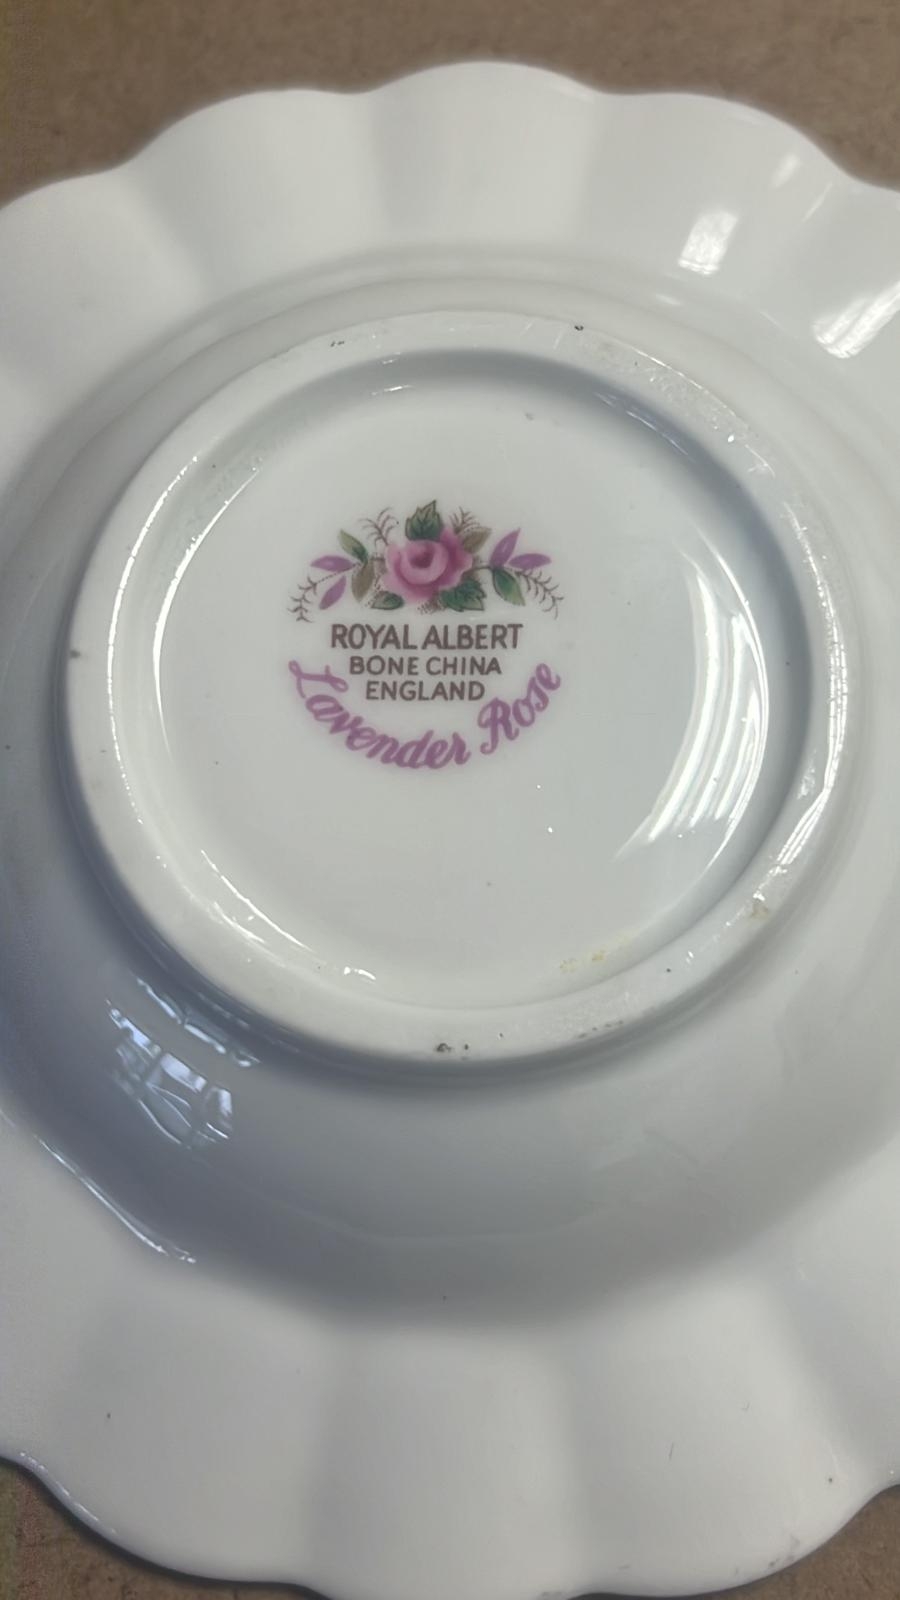 ROYAL ALBERT
BONE CHINA
ENGLAND
Lavender Rose